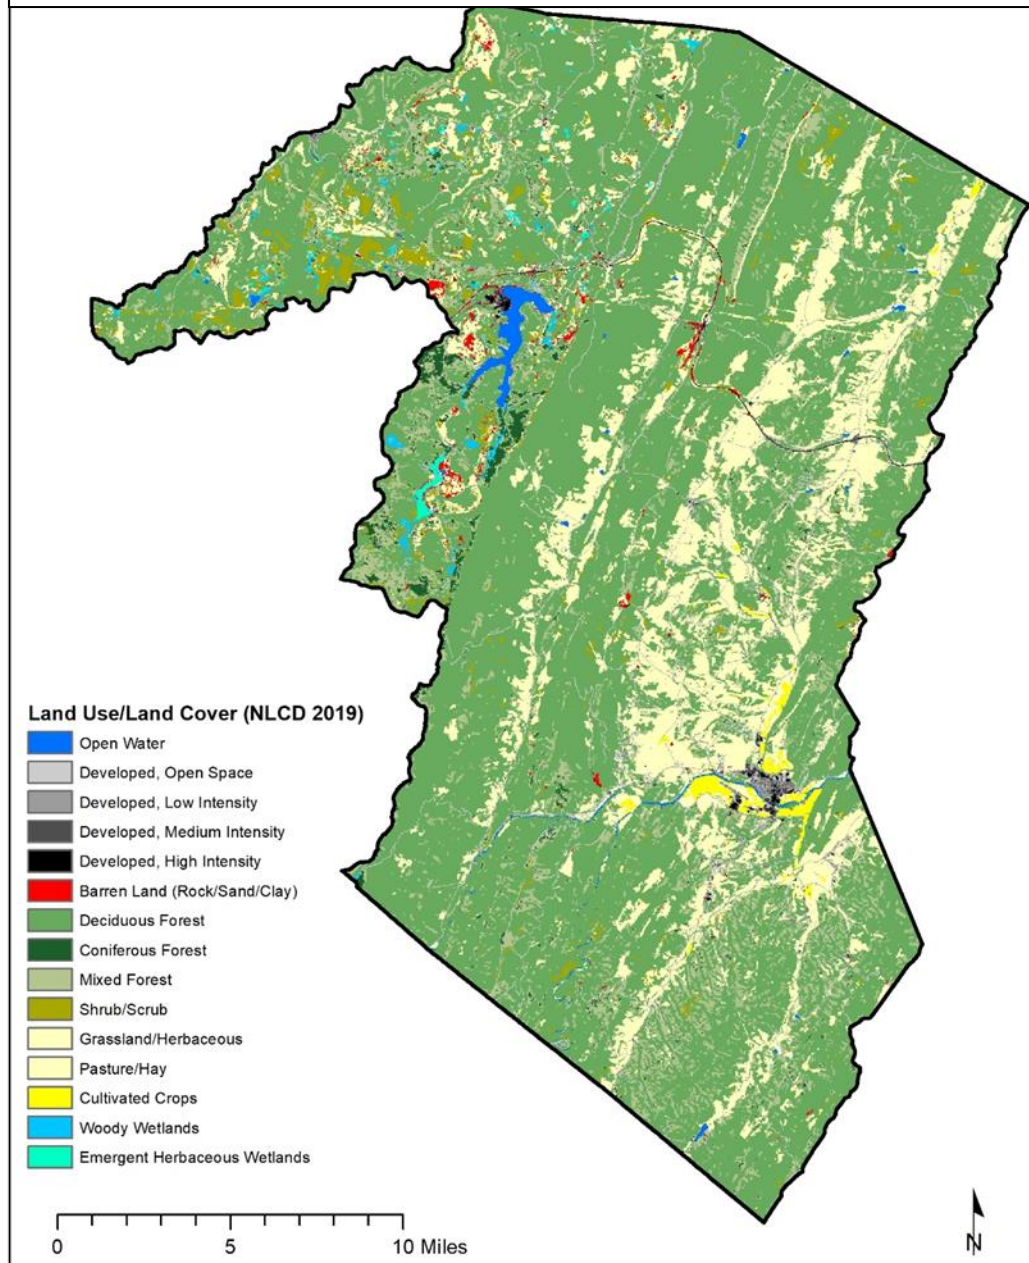 Land Use/Land Cover (NLCD 2019)
Open Water
Developed, Open Space
Developed, Low Intensity
Developed, Medium Intensity
Developed, High Intensity
Barren Land (Rock/Sand/Clay)
Deciduous Forest
Coniferous Forest
Mixed Forest
Shrub/Scrub
Grassland/Herbaceous
Pasture/Hay
Cultivated Crops
Woody Wetlands
Emergent Herbaceous Wetlands
0 5 10 Miles
N